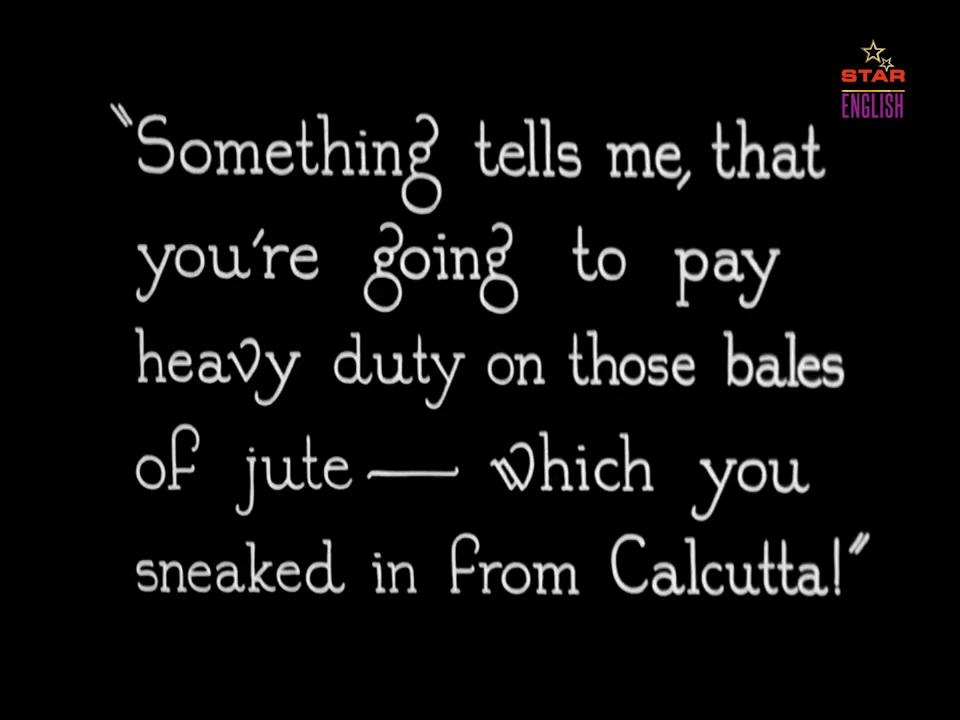 STAR
ENGLISH
"Something tells me, that
you're going to pay
heavy duty on those bales
of jute — which you
sneaked in from Calcutta!"